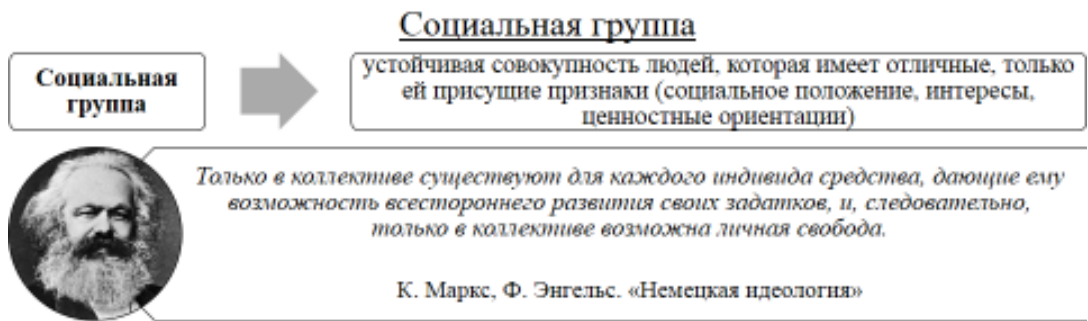 Социальная группа
Социальная
группа
устойчивая совокупность людей, которая имеет отличные, только
ей присущие признаки (социальное положение, интересы,
ценностные ориентации)
Только в коллективе существуют для каждого индивида средства, дающие ему
возможность всестороннего развития своих задатков, и, следовательно,
только в коллективе возможна личная свобода.
К. Маркс, Ф. Энгельс. «Немецкая идеология»